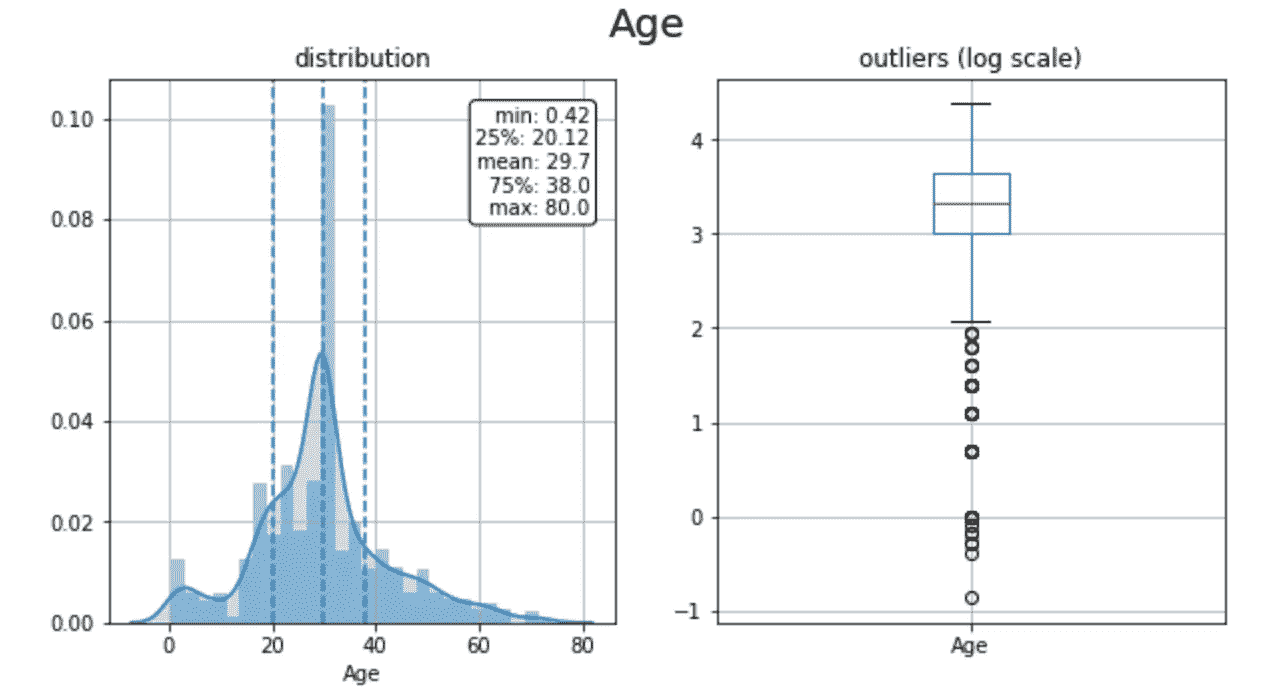 Age
distribution
0.10
0.08
0.06
0.04
0.02
0.00
min: 0.42
25%: 20.12
mean: 29.7
75%: 38.0
max: 80.0
0 20 40 60 80
Age
outliers (log scale)
4
3
2
1
0
−1
Age